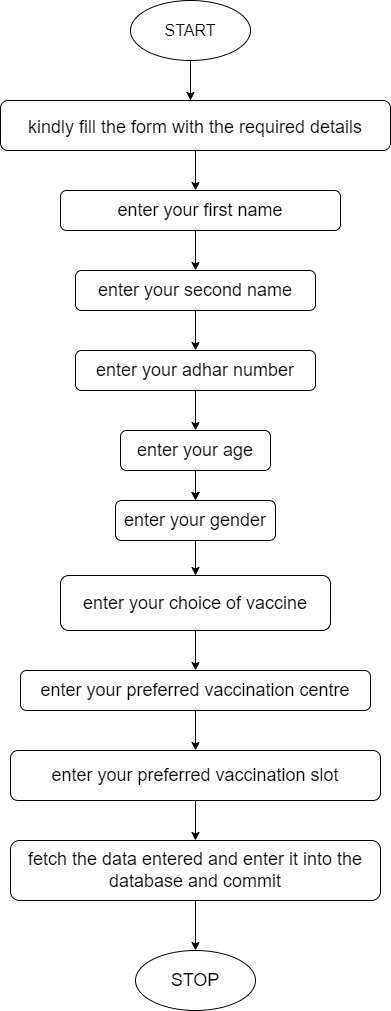 START
kindly fill the form with the required details
enter your first name
enter your second name
enter your adhar number
enter your age
enter your gender
enter your choice of vaccine
enter your preferred vaccination centre
enter your preferred vaccination slot
fetch the data entered and enter it into the
database and commit
STOP